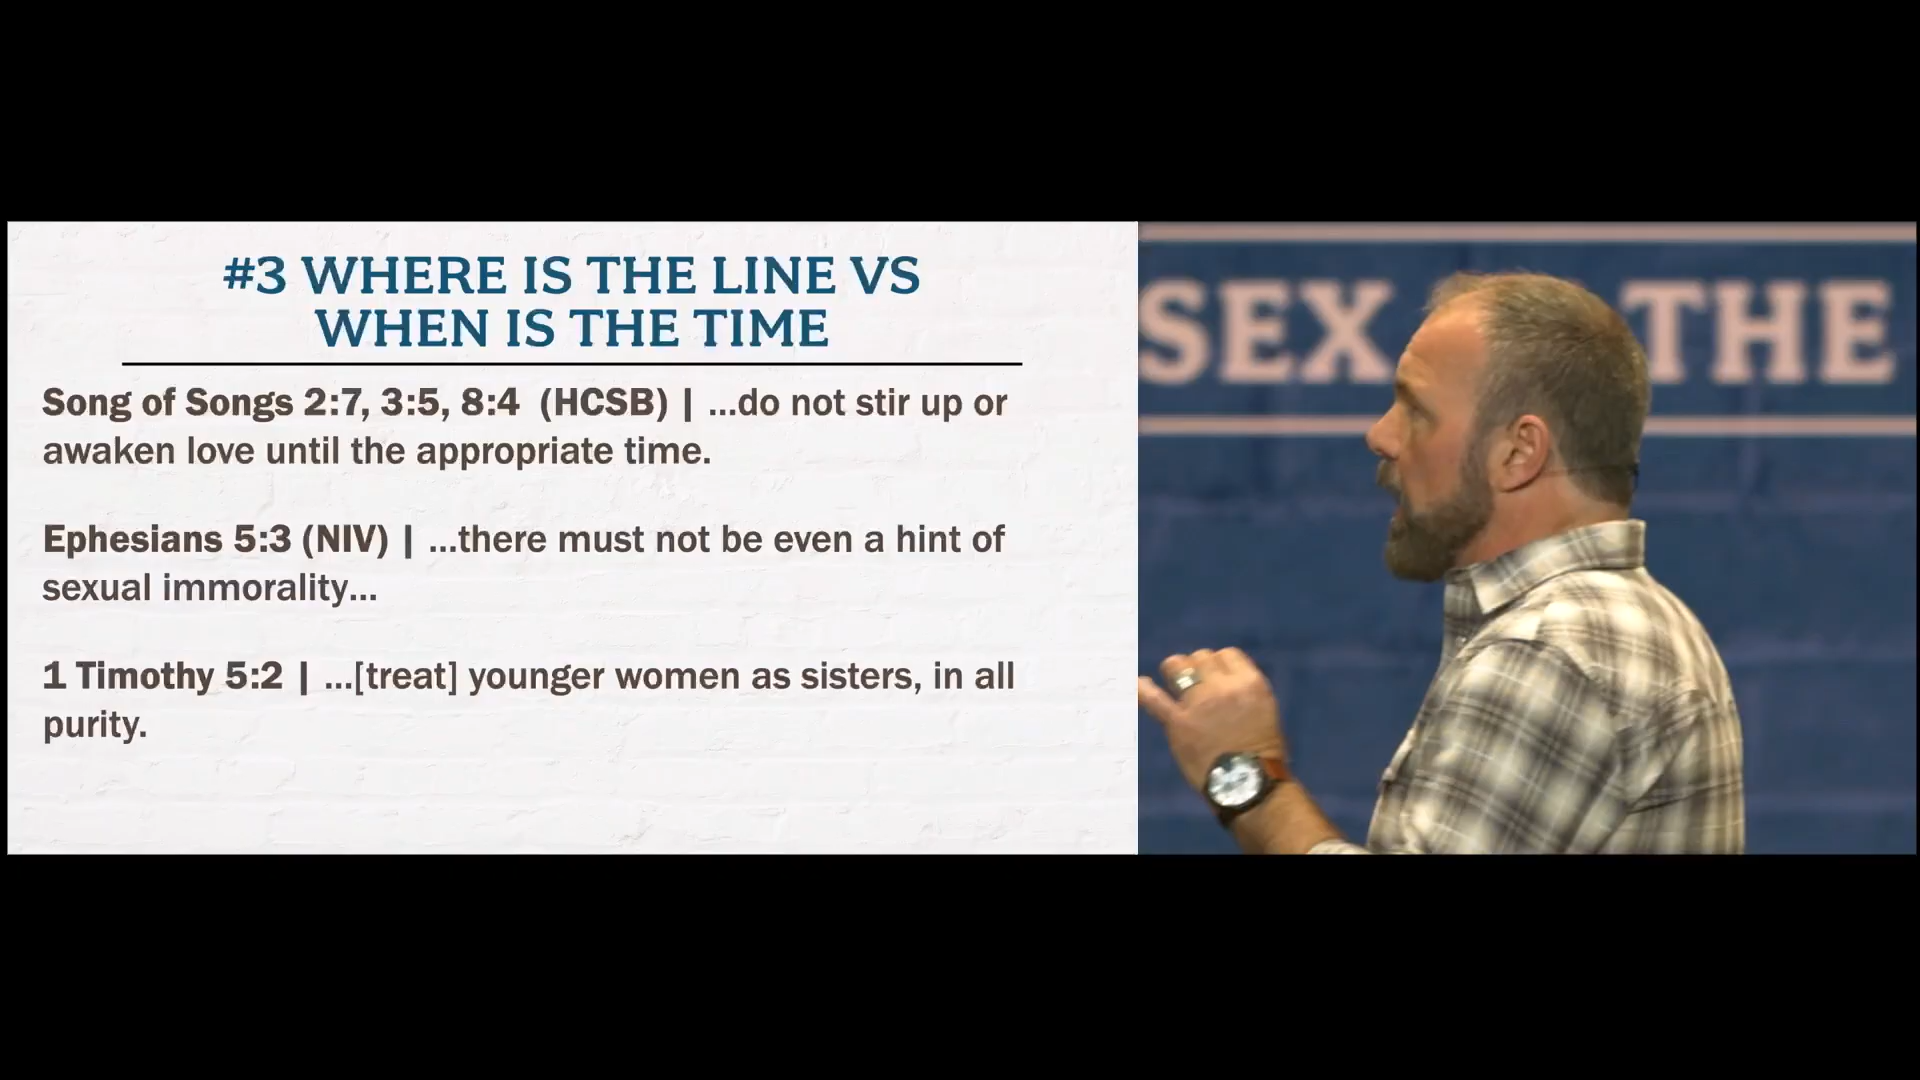 #3 WHERE IS THE LINE VS
WHEN IS THE TIME
Song of Songs 2:7, 3:5, 8:4 (HCSB) | ...do not stir up or
awaken love until the appropriate time.
Ephesians 5:3 (NIV) | ...there must not be even a hint of
sexual immorality...
1 Timothy 5:2 | ...[treat] younger women as sisters, in all
purity.
SEX THE